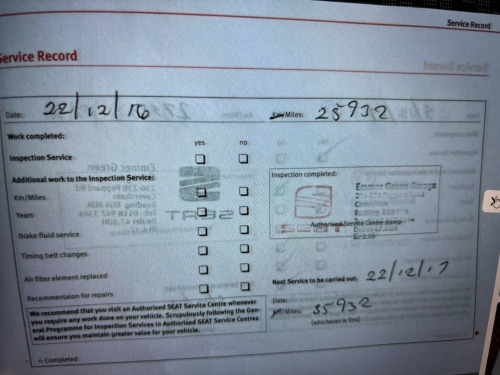 Service Record
Service Record
Date: 22/12/16 Km/Miles: 25932
Work completed:
yes no
Inspection Service
Additional work to the Inspection Service:
Km/Miles
Years
Brake fluid service
Timing belt changes
Air filter element replaced
Recommendation for repairs
Inspection completed:
Emmer Green Garage
Authorised Service Centre stamp
SEAT
Next Service to be carried out: 22/12/17
Date:
Km/Miles: 35932
(whichever is first)
We recommend that you visit an Authorised SEAT Service Centre whenever
you require any work done on your vehicle. Scrupulously following the Gen-
eral Programme for Inspection Services in Authorised SEAT Service Centres
will ensure you maintain greater value for your vehicle.
√: Completed